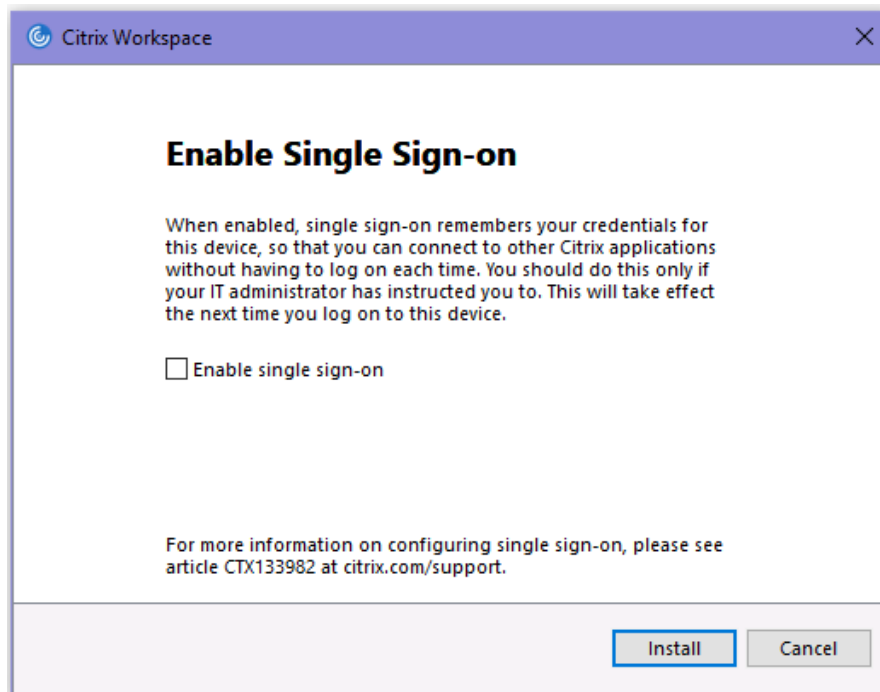 Citrix Workspace
Enable Single Sign-on
When enabled, single sign-on remembers your credentials for
this device, so that you can connect to other Citrix applications
without having to log on each time. You should do this only if
your IT administrator has instructed you to. This will take effect
the next time you log on to this device.
Enable single sign-on
For more information on configuring single sign-on, please see
article CTX133982 at citrix.com/support.
Install
Cancel